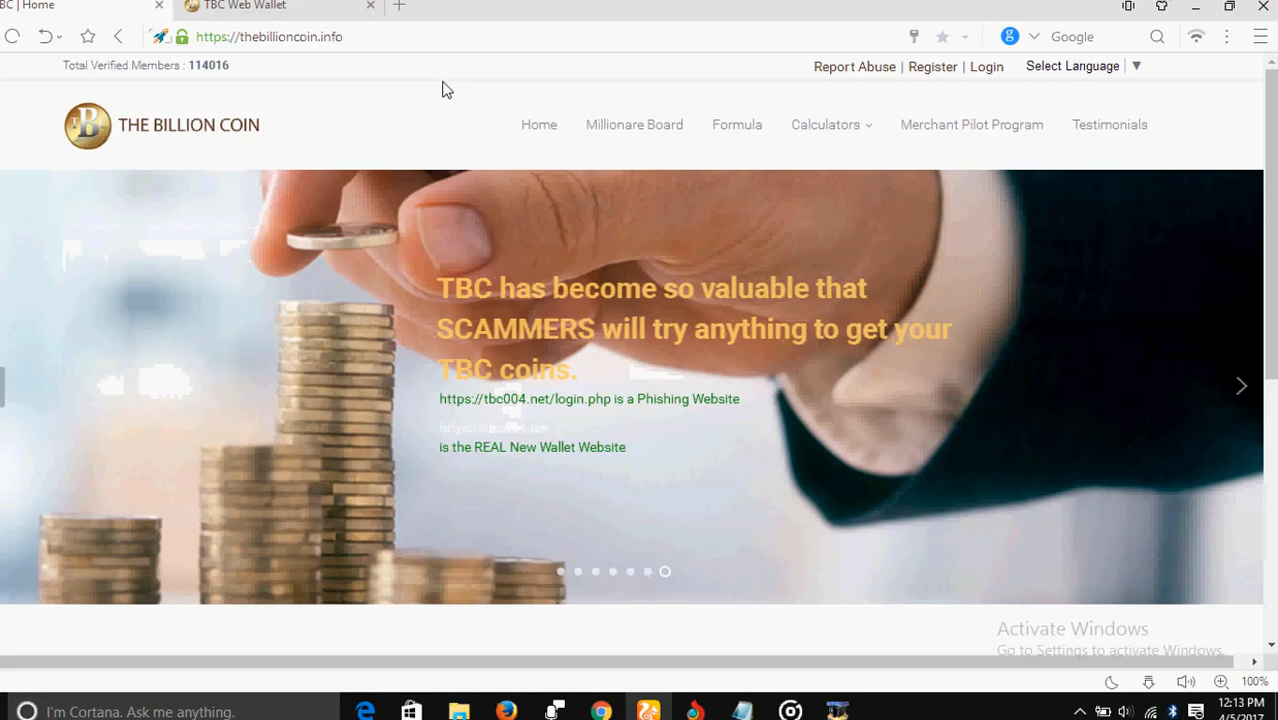 BC | Home
TBC Web Wallet
https://thebillioncoin.info
Google
Total Verified Members : 114016
Report Abuse | Register | Login
Select Language ▼
THE BILLION COIN
Home
Millionare Board
Formula
Calculators
Merchant Pilot Program
Testimonials
TBC has become so valuable that
SCAMMERS will try anything to get your
TBC coins.
https://tbc004.net/login.php is a Phishing Website
is the REAL New Wallet Website
Activate Windows
Go to Settings to activate Windows.
100%
I'm Cortana. Ask me anything.
12:13 PM